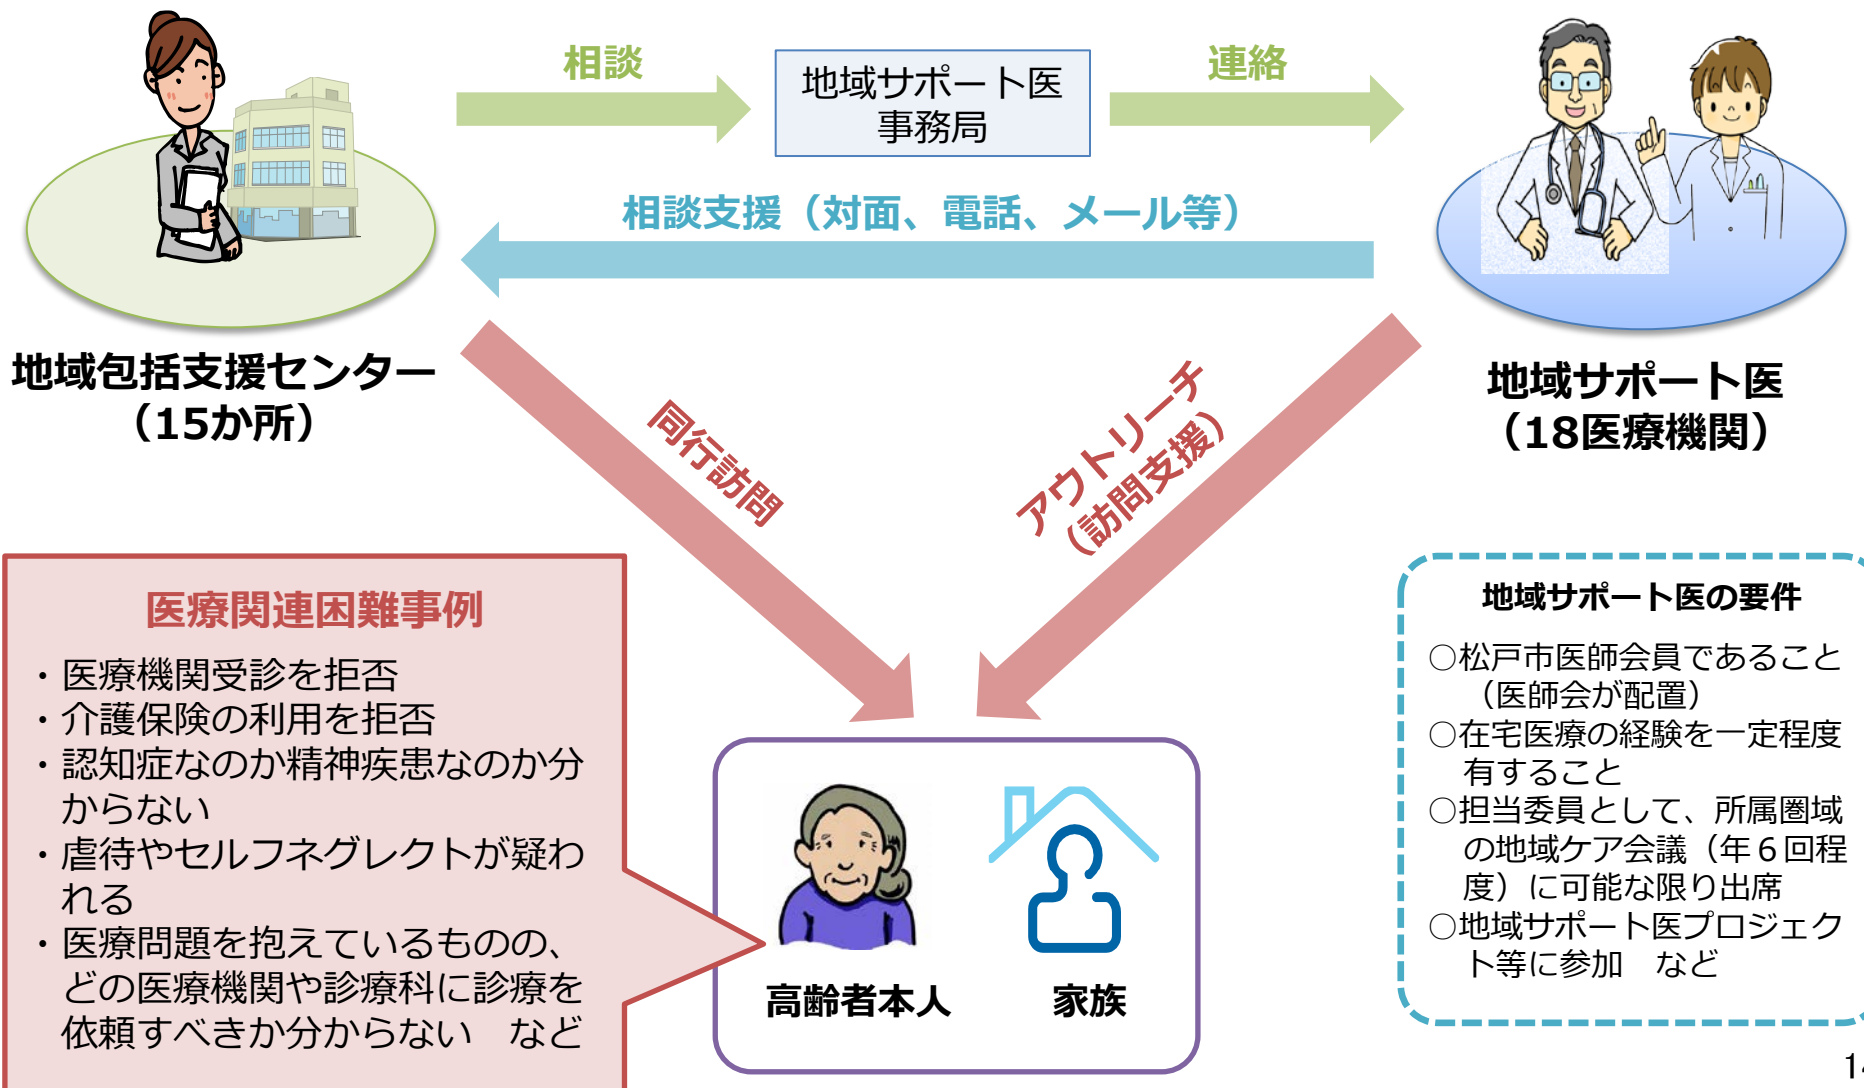 相談
地域サポート医
事務局
連絡
相談支援（対面、電話、メール等）
地域包括支援センター
（15か所）
地域サポート医
（18医療機関）
同行訪問
アウトリーチ
（訪問支援）
医療関連困難事例
・医療機関受診を拒否
・介護保険の利用を拒否
・認知症なのか精神疾患なのか分
からない
・虐待やセルフネグレクトが疑わ
れる
・医療問題を抱えているものの、
どの医療機関や診療科に診療を
依頼すべきか分からない　など
高齢者本人
家族
地域サポート医の要件
○松戸市医師会員であること
（医師会が配置）
○在宅医療の経験を一定程度
有すること
○担当委員として、所属圏域
の地域ケア会議（年６回程
度）に可能な限り出席
○地域サポート医プロジェク
ト等に参加　など